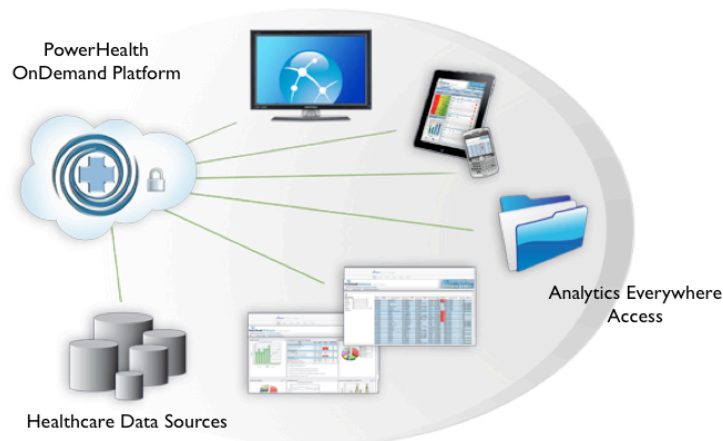 PowerHealth
OnDemand Platform
Analytics Everywhere
Access
Healthcare Data Sources